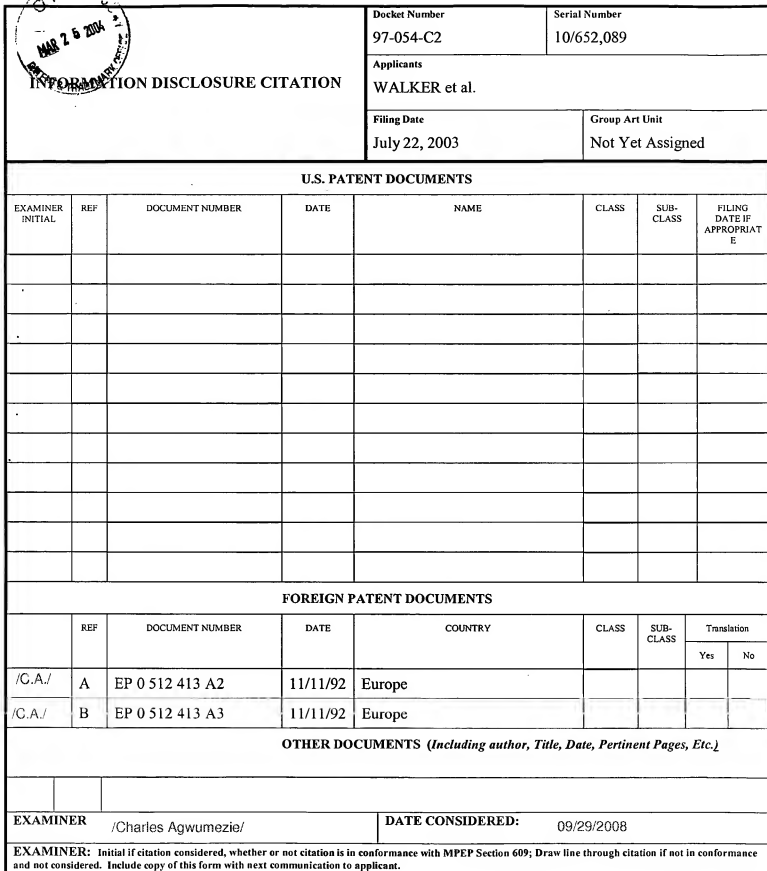 MAR 25 2004
INFORMATION DISCLOSURE CITATION
Docket Number
97-054-C2
Serial Number
10/652,089
Applicants
WALKER et al.
Filing Date
July 22, 2003
Group Art Unit
Not Yet Assigned
U.S. PATENT DOCUMENTS
EXAMINER INITIAL REF DOCUMENT NUMBER DATE NAME CLASS SUB-CLASS FILING DATE IF APPROPRIATE
FOREIGN PATENT DOCUMENTS
REF DOCUMENT NUMBER DATE COUNTRY CLASS SUB-CLASS Translation
Yes No
/C.A./ A EP 0 512 413 A2 11/11/92 Europe
/C.A./ B EP 0 512 413 A3 11/11/92 Europe
OTHER DOCUMENTS (Including author, Title, Date, Pertinent Pages, Etc.)
EXAMINER /Charles Agwumezie/ DATE CONSIDERED: 09/29/2008
EXAMINER: Initial if citation considered, whether or not citation is in conformance with MPEP Section 609; Draw line through citation if not in conformance
and not considered. Include copy of this form with next communication to applicant.